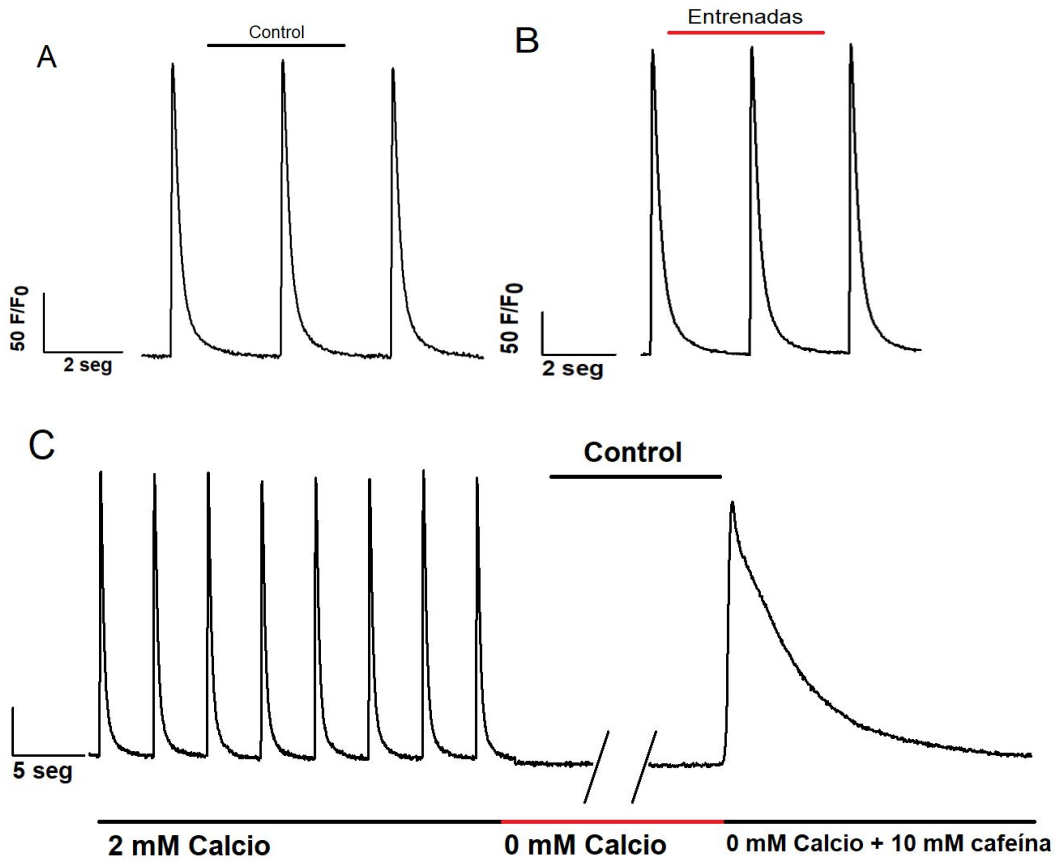 A
Control
50 F/F0
2 seg
B
Entrenadas
50 F/F0
2 seg
C
Control
5 seg
2 mM Calcio
0 mM Calcio
0 mM Calcio + 10 mM cafeína